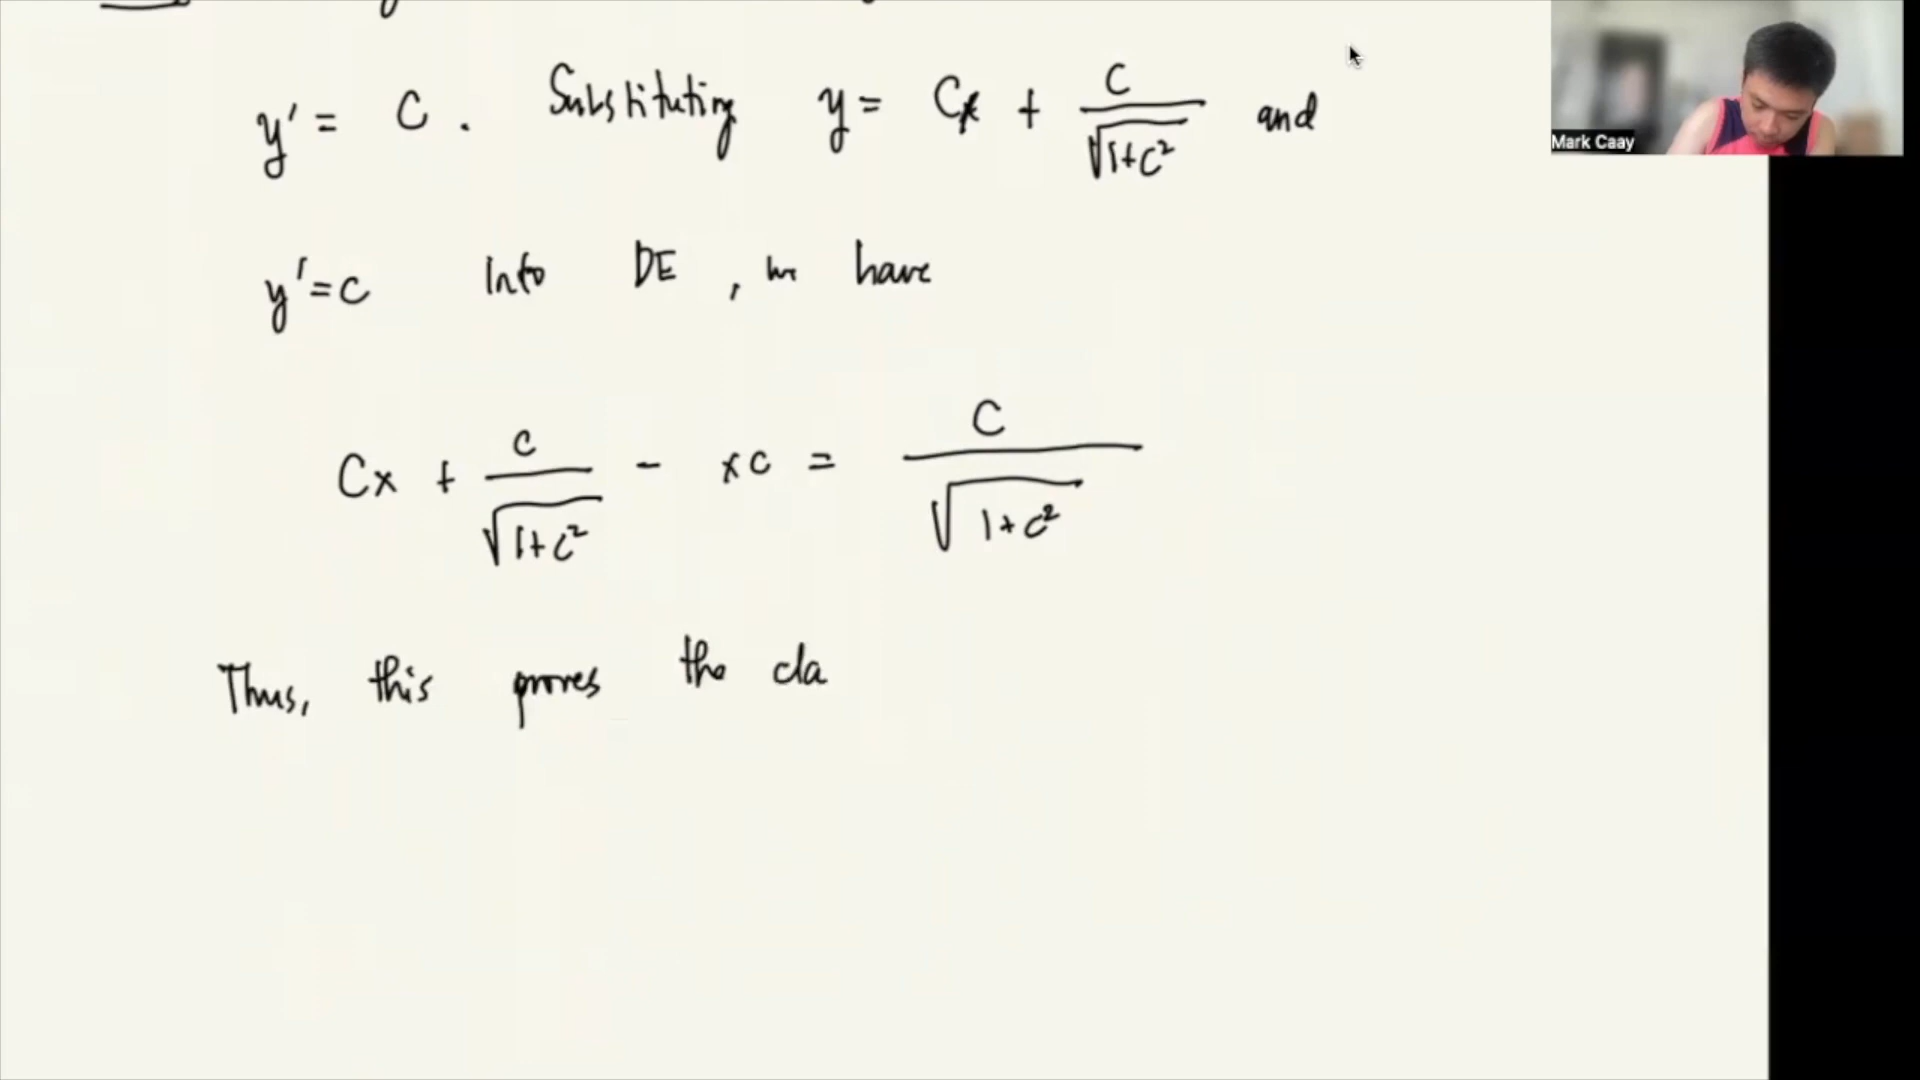 y' = C . Substituting y = Cx + C/√(1+C²) and
Mark Caay
y'=C into DE, we have
Cx + C/√(1+C²) - xC = C/√(1+C²)
Thus, this proves the cla